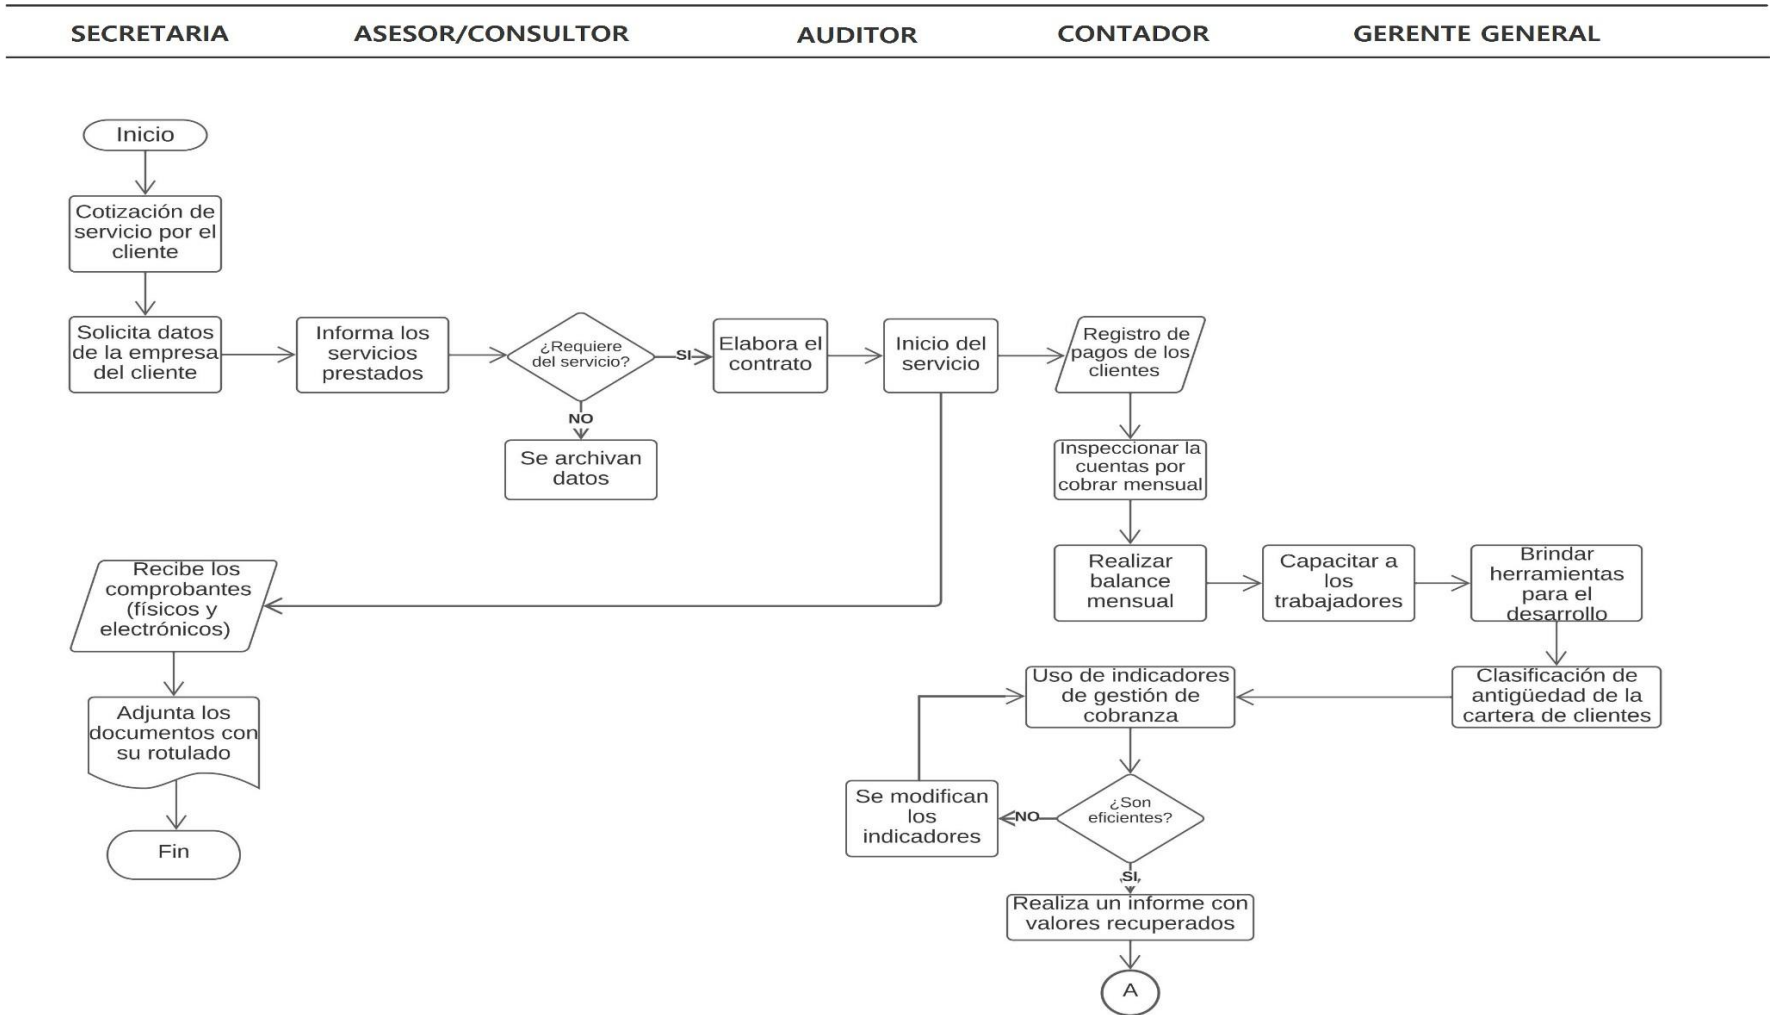 SECRETARIA
ASESOR/CONSULTOR
AUDITOR
CONTADOR
GERENTE GENERAL
Inicio
Cotización de
servicio por el
cliente
Solicita datos
de la empresa
del cliente
Informa los
servicios
prestados
¿Requiere
del servicio?
SI
NO
Se archivan
datos
Elabora el
contrato
Inicio del
servicio
Registro de
pagos de los
clientes
Inspeccionar la
cuentas por
cobrar mensual
Realizar
balance
mensual
Capacitar a
los
trabajadores
Brindar
herramientas
para el
desarrollo
Recibe los
comprobantes
(físicos y
electrónicos)
Adjunta los
documentos con
su rotulado
Fin
Uso de indicadores
de gestión de
cobranza
Clasificación de
antigüedad de la
cartera de clientes
Se modifican
los
indicadores
NO
¿Son
eficientes?
SI
Realiza un informe con
valores recuperados
A